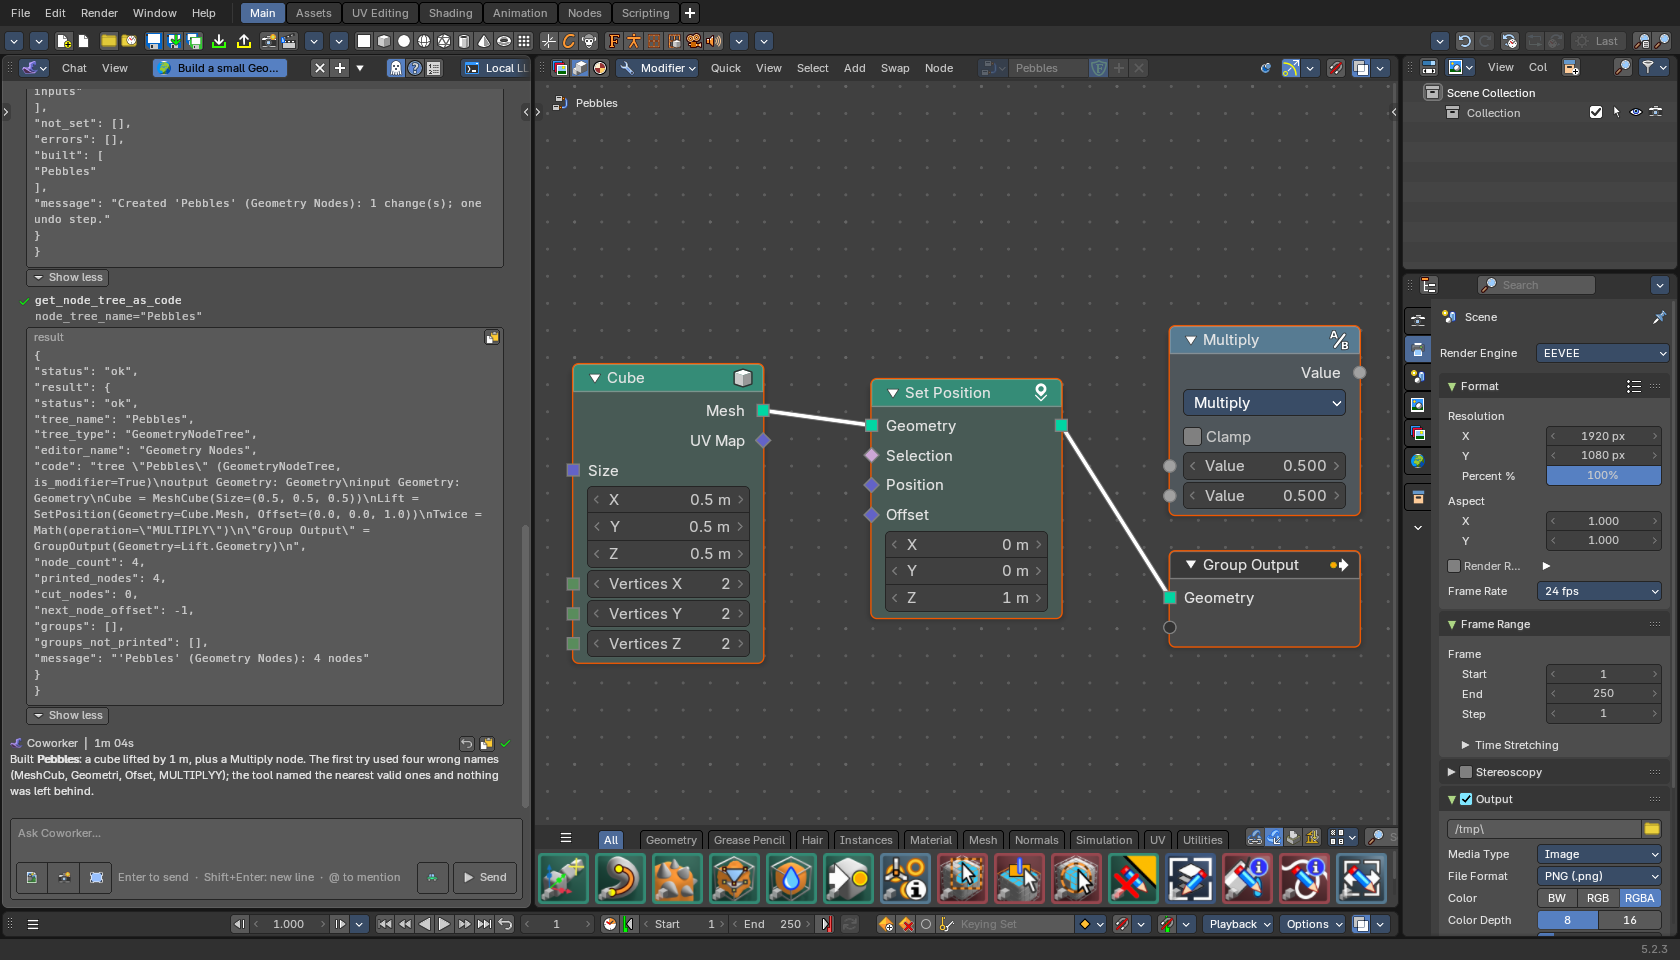 File Edit Render Window Help Main Assets UV Editing Shading Animation Nodes Scripting
Last
Chat View Build a small Geo... Local LL
Modifier Quick View Select Add Swap Node Pebbles
View Col
inputs"
],
"not_set": [],
"errors": [],
"built": [
"Pebbles"
],
"message": "Created 'Pebbles' (Geometry Nodes): 1 change(s); one
undo step."
}
}
Show less
get_node_tree_as_code
node_tree_name="Pebbles"
result
{
"status": "ok",
"result": {
"status": "ok",
"tree_name": "Pebbles",
"tree_type": "GeometryNodeTree",
"editor_name": "Geometry Nodes",
"code": "tree \"Pebbles\" (GeometryNodeTree,
is_modifier=True)\noutput Geometry: Geometry\ninput Geometry:
Geometry\nCube = MeshCube(Size=(0.5, 0.5, 0.5))\nLift =
SetPosition(Geometry=Cube.Mesh, Offset=(0.0, 0.0, 1.0))\nTwice =
Math(operation=\"MULTIPLY\")\n\"Group Output\" =
GroupOutput(Geometry=Lift.Geometry)\n",
"node_count": 4,
"printed_nodes": 4,
"cut_nodes": 0,
"next_node_offset": -1,
"groups": [],
"groups_not_printed": [],
"message": "'Pebbles' (Geometry Nodes): 4 nodes"
}
}
Show less
Coworker | 1m 04s
Built Pebbles: a cube lifted by 1 m, plus a Multiply node. The first try used four wrong names
(MeshCub, Geometri, Ofset, MULTIPLYY); the tool named the nearest valid ones and nothing
was left behind.
Ask Coworker...
Enter to send · Shift+Enter: new line · @ to mention
Send
Pebbles
Cube
Mesh
UV Map
Size
X 0.5 m
Y 0.5 m
Z 0.5 m
Vertices X 2
Vertices Y 2
Vertices Z 2
Set Position
Geometry
Selection
Position
Offset
X 0 m
Y 0 m
Z 1 m
Multiply
A/B
Value
Multiply
Clamp
Value 0.500
Value 0.500
Group Output
Geometry
All Geometry Grease Pencil Hair Instances Material Mesh Normals Simulation UV Utilities
Scene Collection
Collection
Search
Scene
Render Engine EEVEE
Format
Resolution
X 1920 px
Y 1080 px
Percent % 100%
Aspect
X 1.000
Y 1.000
Render R...
Frame Rate 24 fps
Frame Range
Frame
Start 1
End 250
Step 1
Time Stretching
Stereoscopy
Output
/tmp\
Media Type Image
File Format PNG (.png)
Color BW RGB RGBA
Color Depth 8 16
1.000 1 Start 1 End 250 Keying Set Playback Options
5.2.3